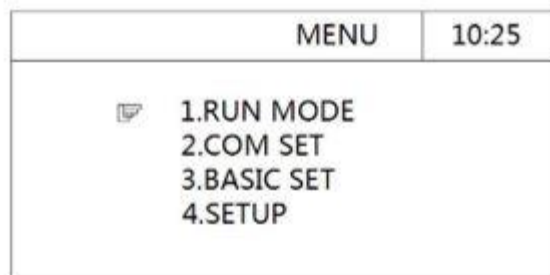 MENU 10:25
1.RUN MODE
2.COM SET
3.BASIC SET
4.SETUP